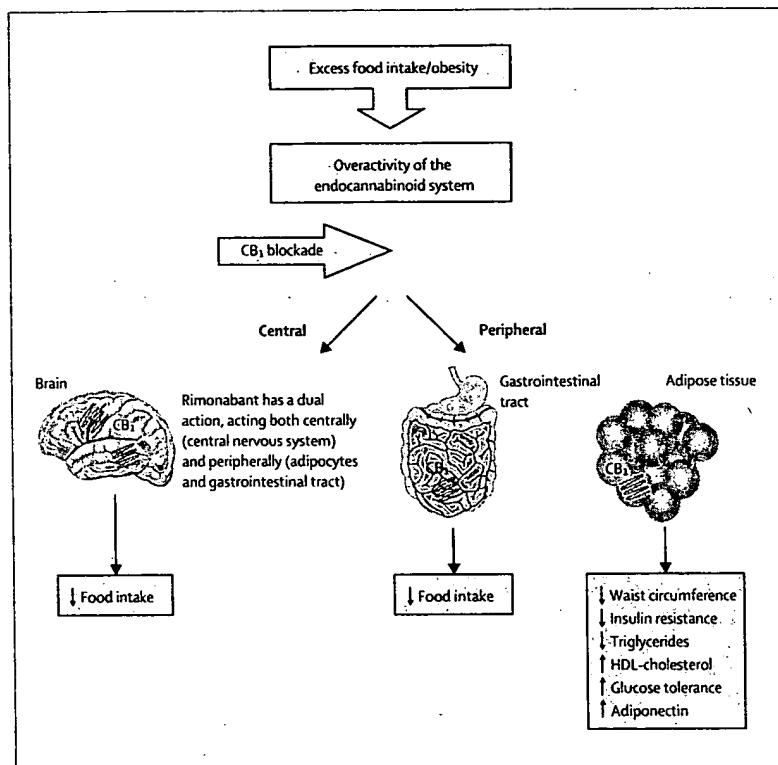 Excess food intake/obesity
Overactivity of the
endocannabinoid system
CB₁ blockade
Central
Peripheral
Brain
CB₁
Rimonabant has a dual
action, acting both centrally
(central nervous system)
and peripherally (adipocytes
and gastrointestinal tract)
Gastrointestinal
tract
CB₁
Adipose tissue
CB₁
↓ Food intake
↓ Food intake
↓ Waist circumference
↓ Insulin resistance
↓ Triglycerides
↑ HDL-cholesterol
↑ Glucose tolerance
↑ Adiponectin